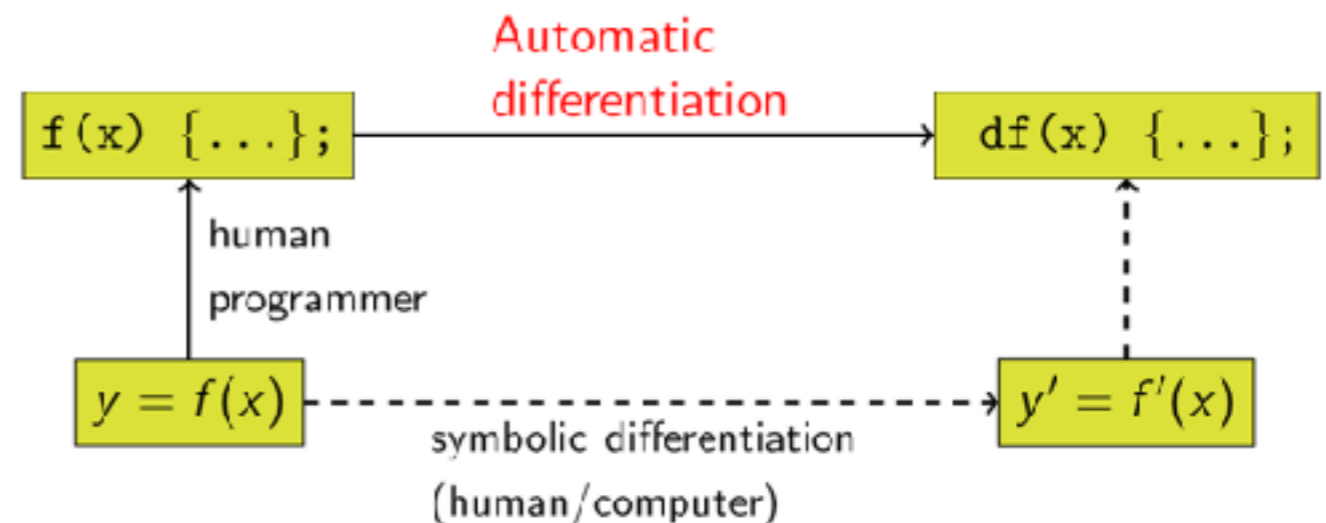 Automatic
differentiation
f(x) {...};
df(x) {...};
human
programmer
y = f(x)
y' = f'(x)
symbolic differentiation
(human/computer)